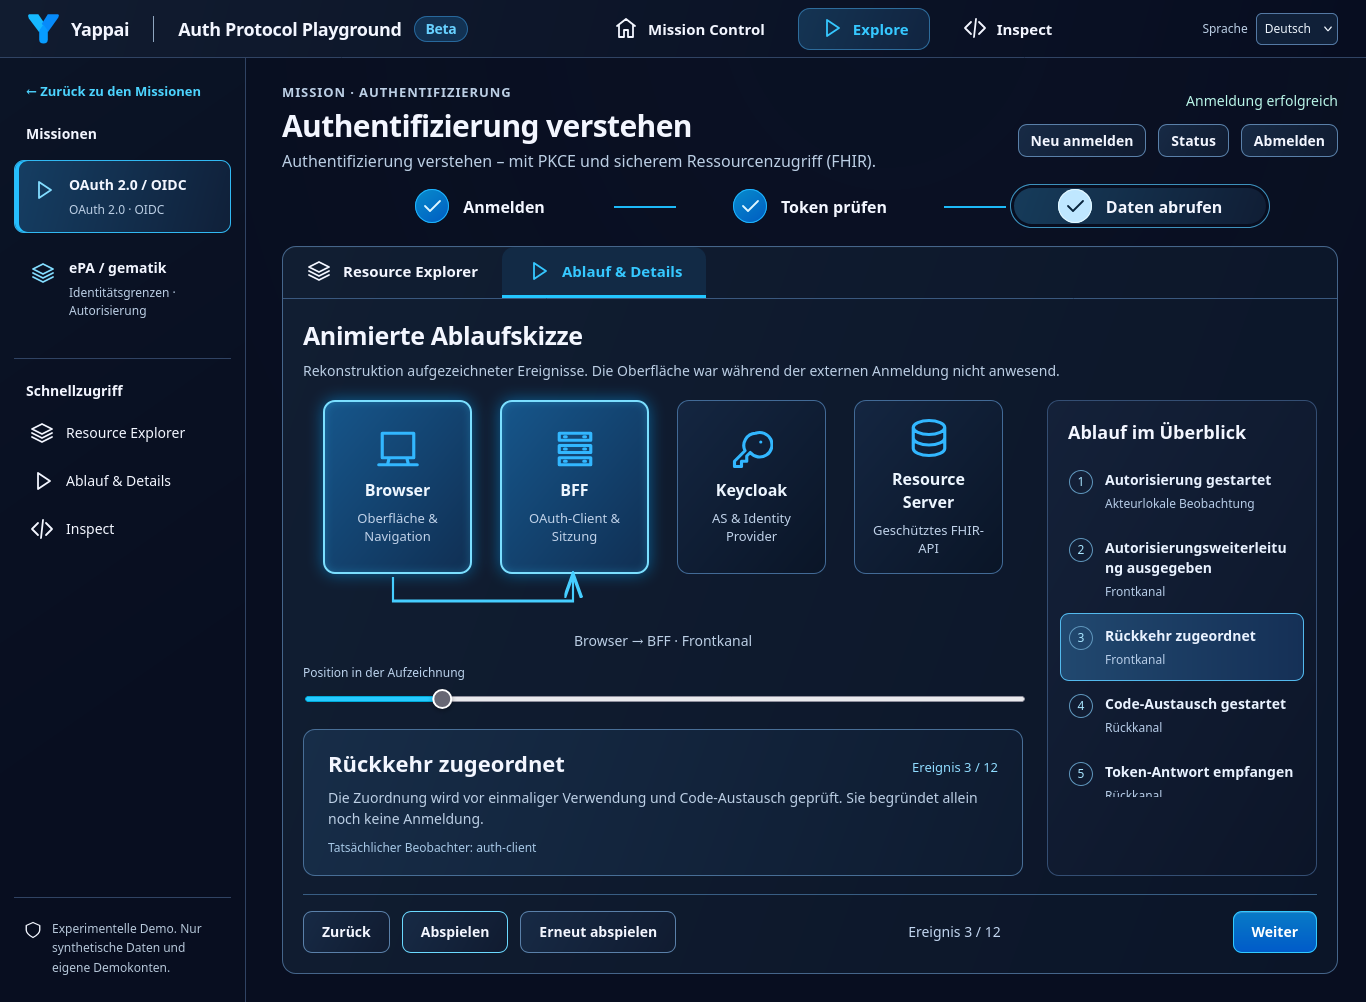 Yappai
Auth Protocol Playground
Beta
Mission Control
Explore
Inspect
Sprache
Deutsch
← Zurück zu den Missionen
Missionen
OAuth 2.0 / OIDC
OAuth 2.0 · OIDC
ePA / gematik
Identitätsgrenzen ·
Autorisierung
Schnellzugriff
Resource Explorer
Ablauf & Details
Inspect
Experimentelle Demo. Nur
synthetische Daten und
eigene Demokonten.
MISSION · AUTHENTIFIZIERUNG
Authentifizierung verstehen
Authentifizierung verstehen – mit PKCE und sicherem Ressourcenzugriff (FHIR).
Anmeldung erfolgreich
Neu anmelden
Status
Abmelden
Anmelden
Token prüfen
Daten abrufen
Resource Explorer
Ablauf & Details
Animierte Ablaufskizze
Rekonstruktion aufgezeichneter Ereignisse. Die Oberfläche war während der externen Anmeldung nicht anwesend.
Browser
Oberfläche &
Navigation
BFF
OAuth-Client &
Sitzung
Keycloak
AS & Identity
Provider
Resource
Server
Geschütztes FHIR-
API
Browser → BFF · Frontkanal
Position in der Aufzeichnung
Rückkehr zugeordnet
Ereignis 3 / 12
Die Zuordnung wird vor einmaliger Verwendung und Code-Austausch geprüft. Sie begründet allein
noch keine Anmeldung.
Tatsächlicher Beobachter: auth-client
Ablauf im Überblick
1
Autorisierung gestartet
Akteurlokale Beobachtung
2
Autorisierungsweiterleitu
ng ausgegeben
Frontkanal
3
Rückkehr zugeordnet
Frontkanal
4
Code-Austausch gestartet
Rückkanal
5
Token-Antwort empfangen
Rückkanal
Zurück
Abspielen
Erneut abspielen
Ereignis 3 / 12
Weiter